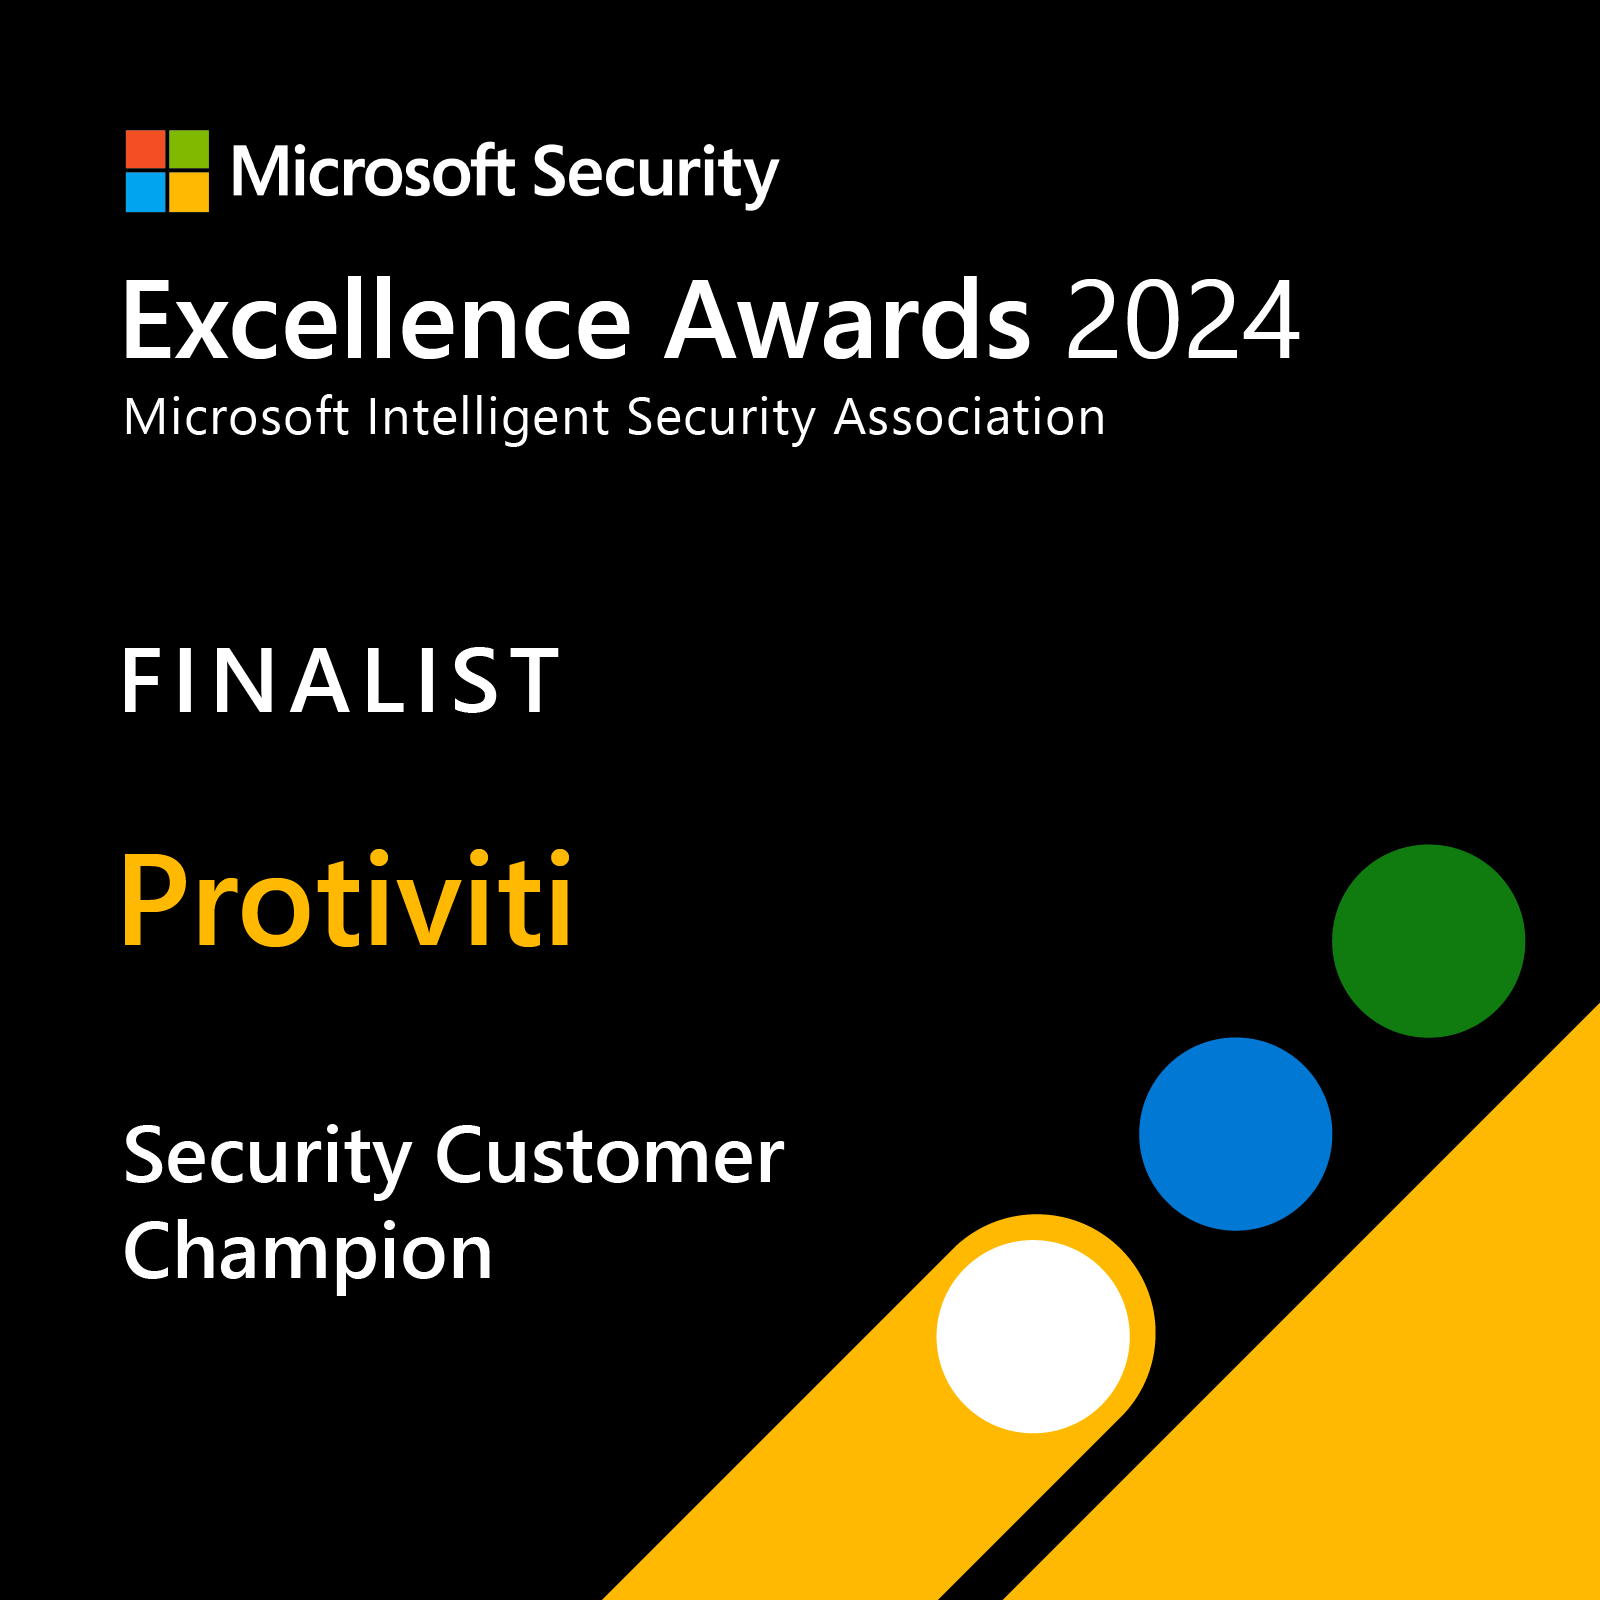 Microsoft Security
Excellence Awards 2024
Microsoft Intelligent Security Association
FINALIST
Protiviti
Security Customer
Champion